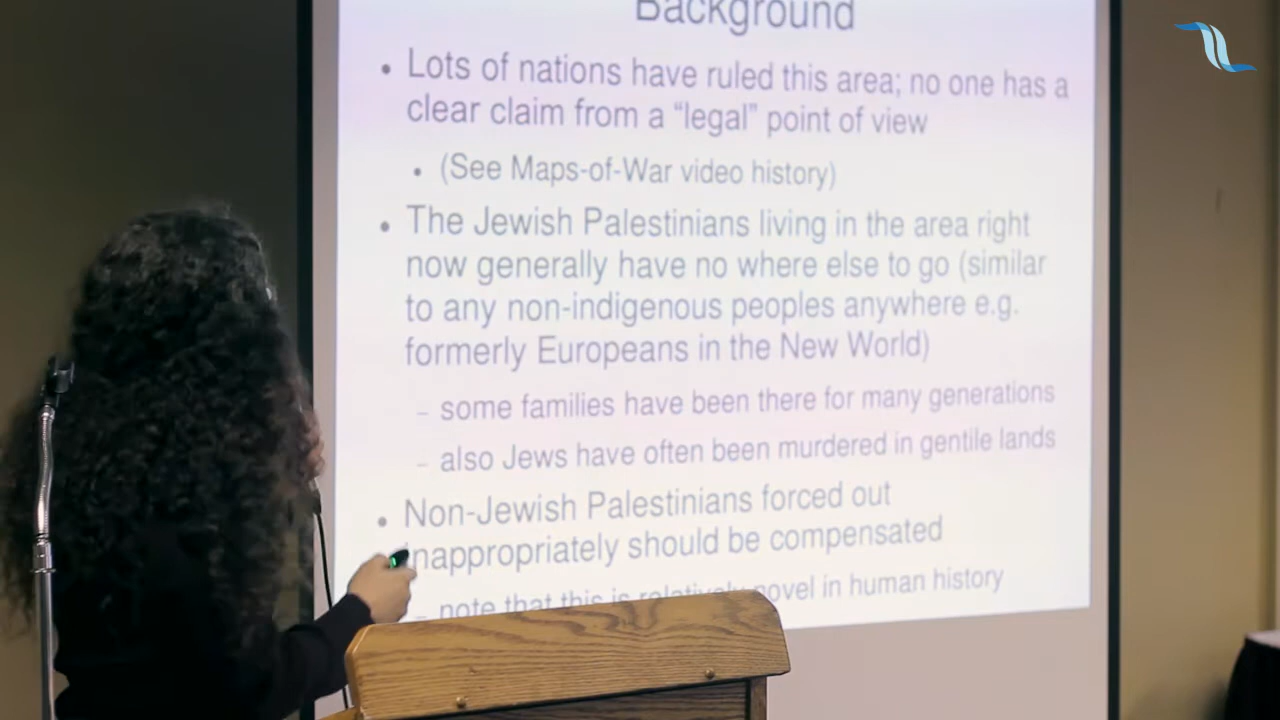 Background
• Lots of nations have ruled this area; no one has a
clear claim from a “legal” point of view
• (See Maps-of-War video history)
• The Jewish Palestinians living in the area right
now generally have no where else to go (similar
to any non-indigenous peoples anywhere e.g.
formerly Europeans in the New World)
– some families have been there for many generations
– also Jews have often been murdered in gentile lands
• Non-Jewish Palestinians forced out
inappropriately should be compensated
– note that this is relatively novel in human history